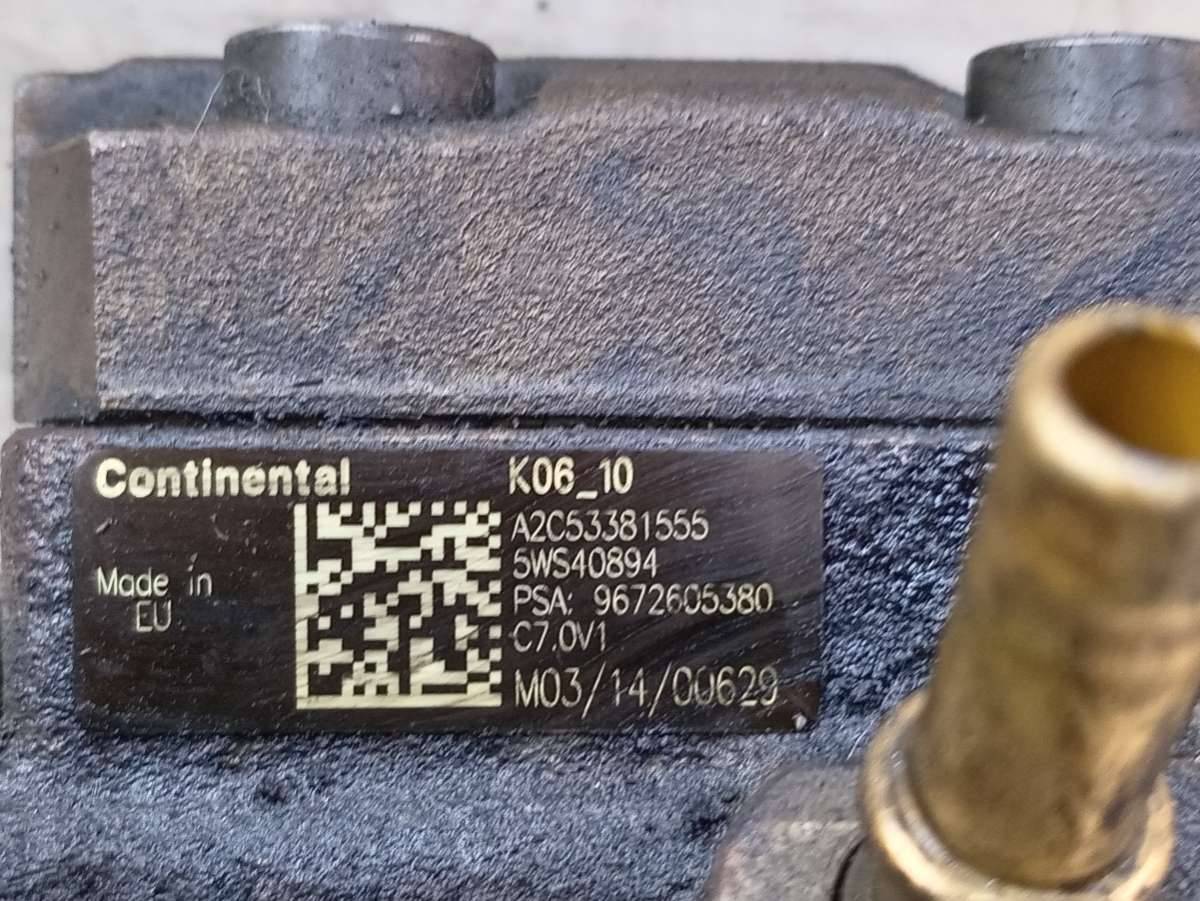 Continental
K06_10
A2C53381555
5WS40894
Made in
EU
PSA: 9672605380
C7.0V1
M03/14/00629